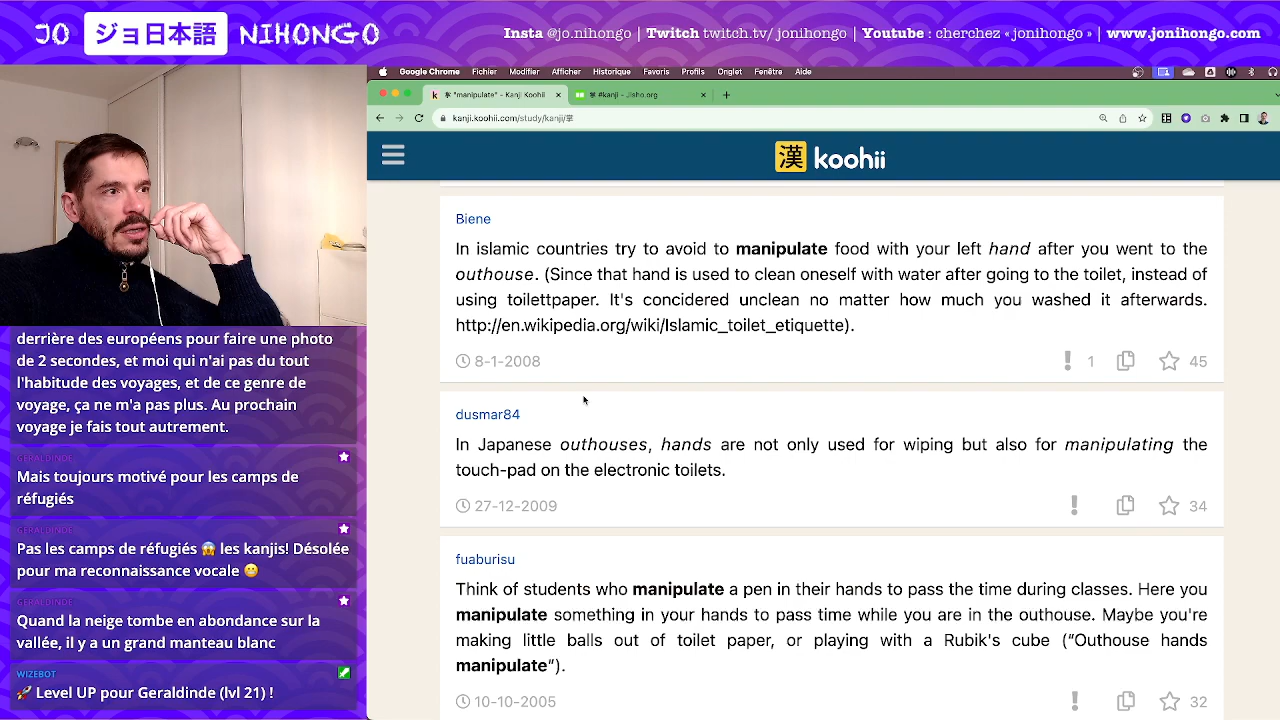 JO ジョ日本語 NIHONGO
Insta @jo.nihongo | Twitch twitch.tv/ jonihongo | Youtube : cherchez « jonihongo » | www.jonihongo.com
Google Chrome Fichier Modifier Afficher Historique Favoris Profils Onglet Fenêtre Aide
掌 "manipulate" - Kanji Koohii
掌 #kanji - Jisho.org
kanji.koohii.com/study/kanji/掌
漢 koohii
Biene
In islamic countries try to avoid to manipulate food with your left hand after you went to the
outhouse. (Since that hand is used to clean oneself with water after going to the toilet, instead of
using toilettpaper. It's concidered unclean no matter how much you washed it afterwards.
http://en.wikipedia.org/wiki/Islamic_toilet_etiquette).
8-1-2008
1
45
dusmar84
In Japanese outhouses, hands are not only used for wiping but also for manipulating the
touch-pad on the electronic toilets.
27-12-2009
34
fuaburisu
Think of students who manipulate a pen in their hands to pass the time during classes. Here you
manipulate something in your hands to pass time while you are in the outhouse. Maybe you're
making little balls out of toilet paper, or playing with a Rubik's cube ("Outhouse hands
manipulate").
10-10-2005
32
derrière des européens pour faire une photo
de 2 secondes, et moi qui n'ai pas du tout
l'habitude des voyages, et de ce genre de
voyage, ça ne m'a pas plus. Au prochain
voyage je fais tout autrement.
GERALDINDE
Mais toujours motivé pour les camps de
réfugiés
GERALDINDE
Pas les camps de réfugiés 😱 les kanjis! Désolée
pour ma reconnaissance vocale 😬
GERALDINDE
Quand la neige tombe en abondance sur la
vallée, il y a un grand manteau blanc
WIZEBOT
🚀 Level UP pour Geraldinde (lvl 21) !